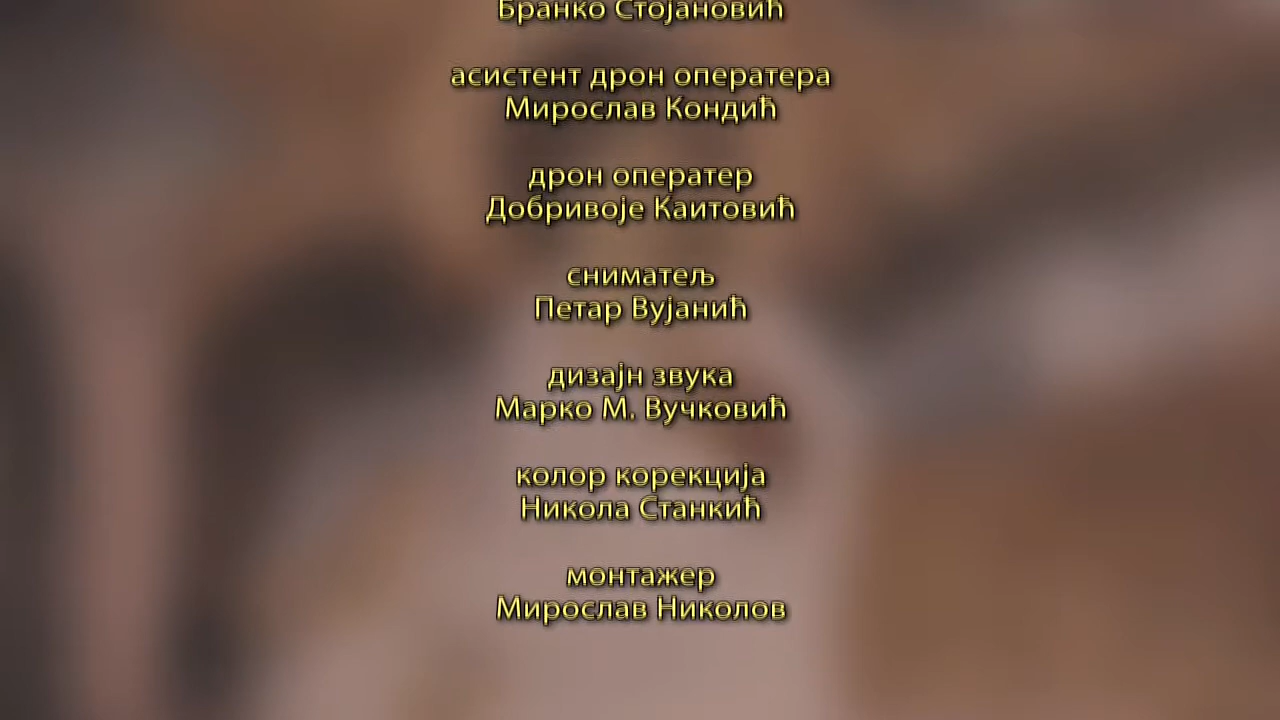 Бранко Стојановић
асистент дрон оператера
Мирослав Кондић
дрон оператер
Добривоје Каитовић
сниматељ
Петар Вујанић
дизајн звука
Марко М. Вучковић
колор корекција
Никола Станкић
монтажер
Мирослав Николов